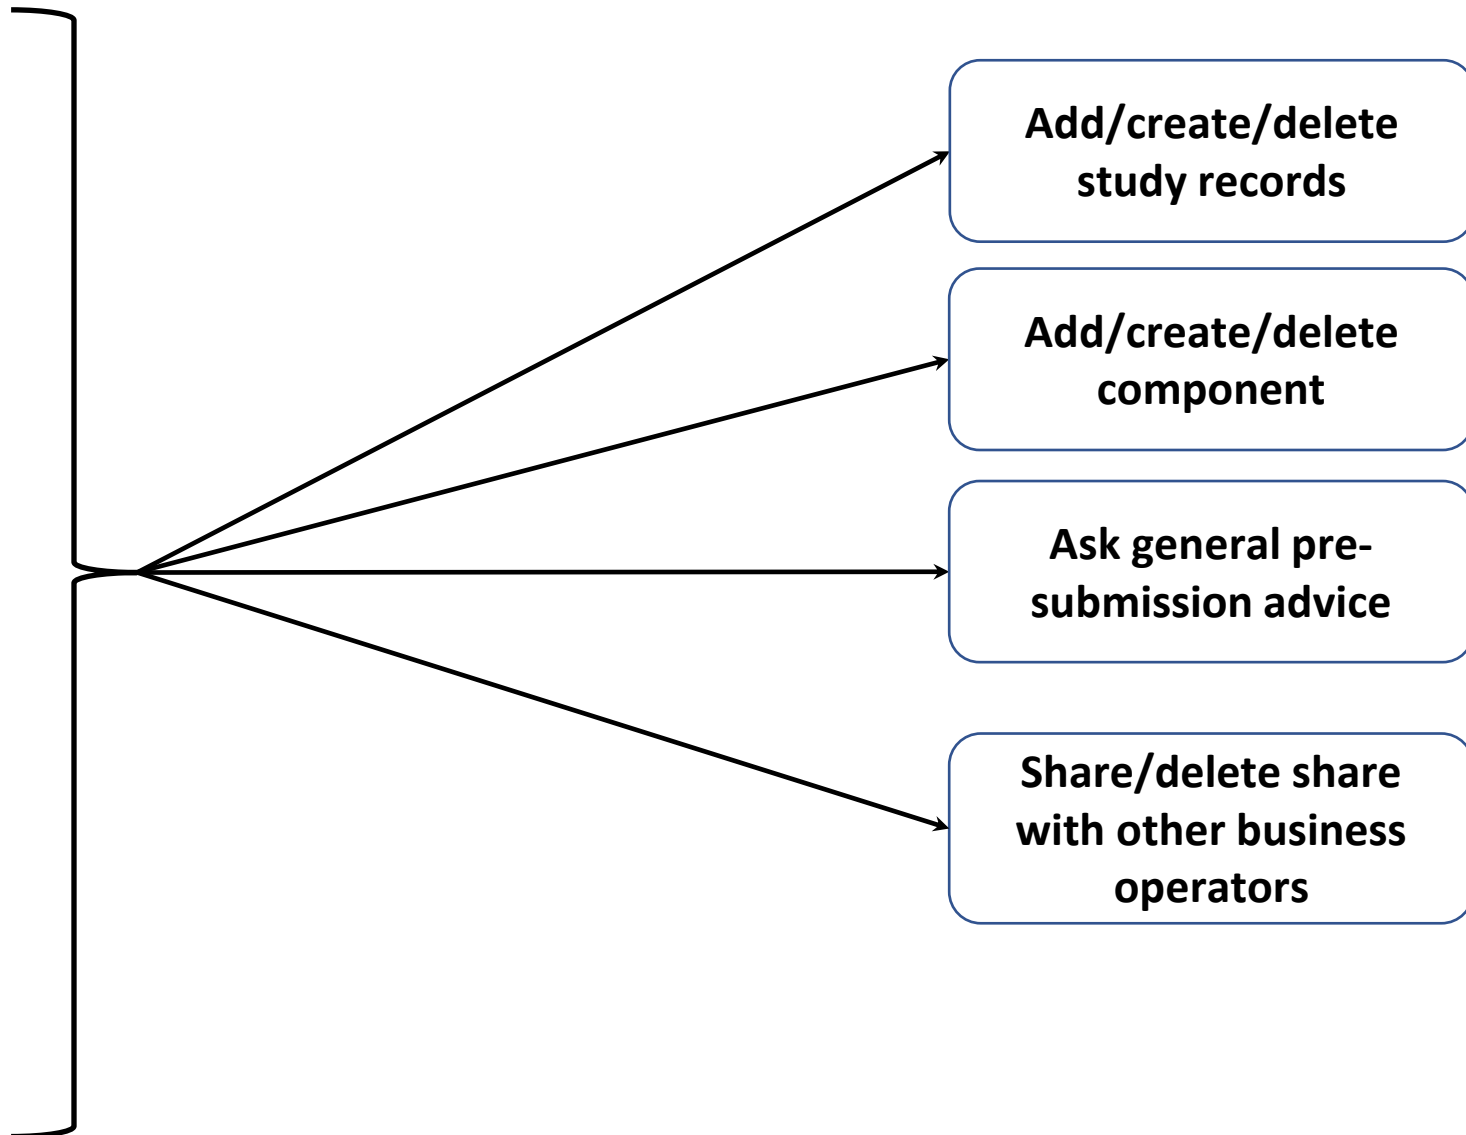 Add/create/delete
study records
Add/create/delete
component
Ask general pre-
submission advice
Share/delete share
with other business
operators